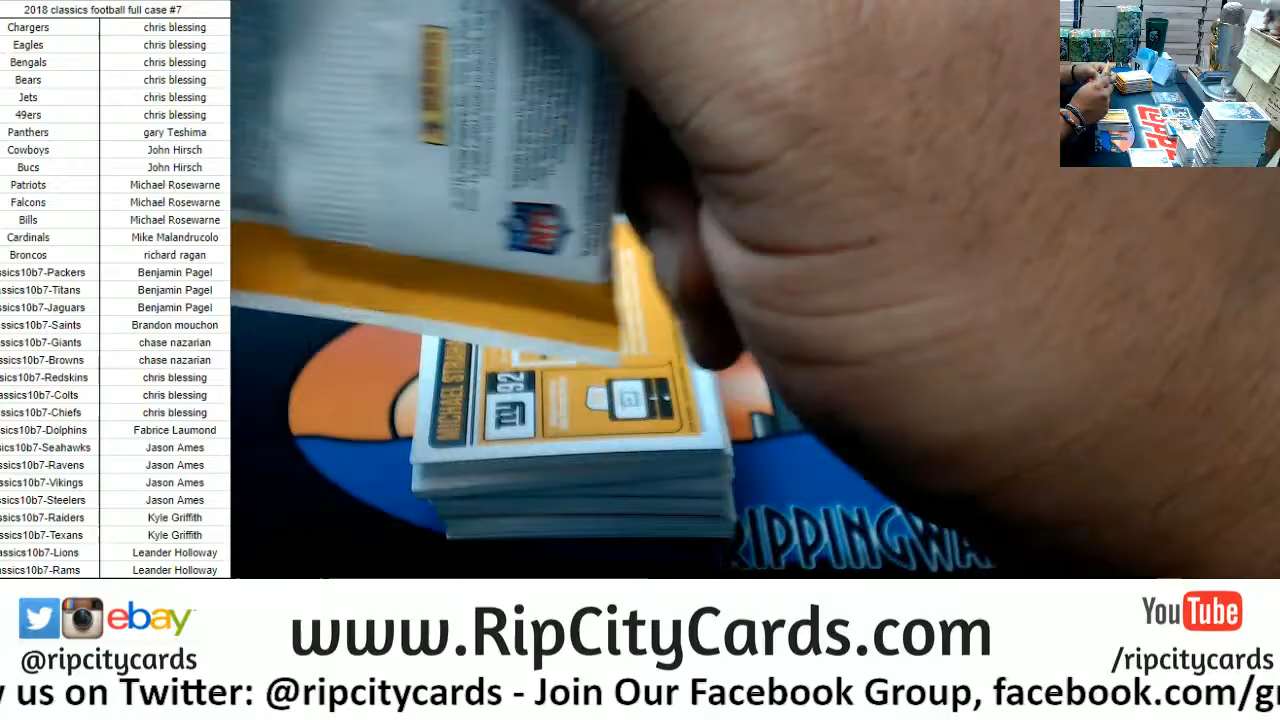 2018 classics football full case #7
Chargers chris blessing
Eagles chris blessing
Bengals chris blessing
Bears chris blessing
Jets chris blessing
49ers chris blessing
Panthers gary Teshima
Cowboys John Hirsch
Bucs John Hirsch
Patriots Michael Rosewarne
Falcons Michael Rosewarne
Bills Michael Rosewarne
Cardinals Mike Malandrucolo
Broncos richard ragan
assics10b7-Packers Benjamin Pagel
ssics10b7-Titans Benjamin Pagel
ssics10b7-Jaguars Benjamin Pagel
ssics10b7-Saints Brandon mouchon
ssics10b7-Giants chase nazarian
ssics10b7-Browns chase nazarian
ssics10b7-Redskins chris blessing
assics10b7-Colts chris blessing
ssics10b7-Chiefs chris blessing
ssics10b7-Dolphins Fabrice Laumond
ssics10b7-Seahawks Jason Ames
ssics10b7-Ravens Jason Ames
ssics10b7-Vikings Jason Ames
ssics10b7-Steelers Jason Ames
ssics10b7-Raiders Kyle Griffith
ssics10b7-Texans Kyle Griffith
assics10b7-Lions Leander Holloway
assics10b7-Rams Leander Holloway
MICHAEL STRAH
92
ny
NFL
RIPPINGWA
ebay
@ripcitycards
www.RipCityCards.com
YouTube
/ripcitycards
y us on Twitter: @ripcitycards - Join Our Facebook Group, facebook.com/gr